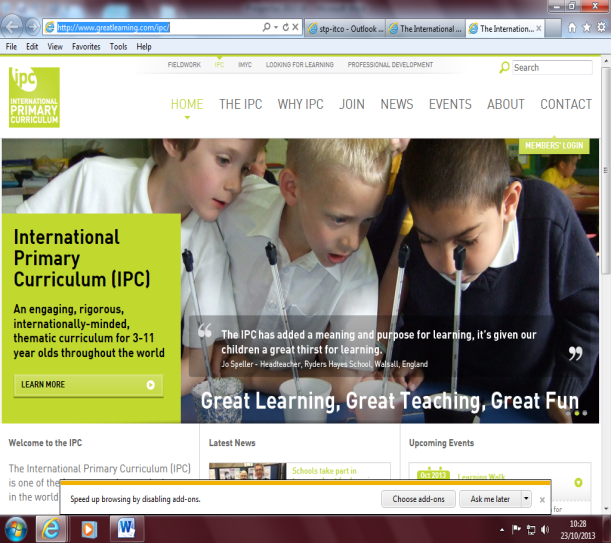 http://www.greatlearning.com/ipc/
stp-itco - Outlook ...
The International ...
The Internation...
File Edit View Favorites Tools Help
FIELDWORK IPC IMYC LOOKING FOR LEARNING PROFESSIONAL DEVELOPMENT
Search
ipc
INTERNATIONAL
PRIMARY
CURRICULUM
HOME THE IPC WHY IPC JOIN NEWS EVENTS ABOUT CONTACT
MEMBERS' LOGIN
International
Primary
Curriculum (IPC)
An engaging, rigorous,
internationally-minded,
thematic curriculum for 3-11
year olds throughout the world
LEARN MORE
“ The IPC has added a meaning and purpose for learning, it's given our
children a great thirst for learning. ”
Jo Speller - Headteacher, Ryders Hayes School, Walsall, England
Great Learning, Great Teaching, Great Fun
Welcome to the IPC
The International Primary Curriculum (IPC)
is one of the
in the world
Latest News
Schools take part in
Upcoming Events
Oct 2013
Learning Walk
for
Speed up browsing by disabling add-ons.
Choose add-ons
Ask me later
10:28
23/10/2013